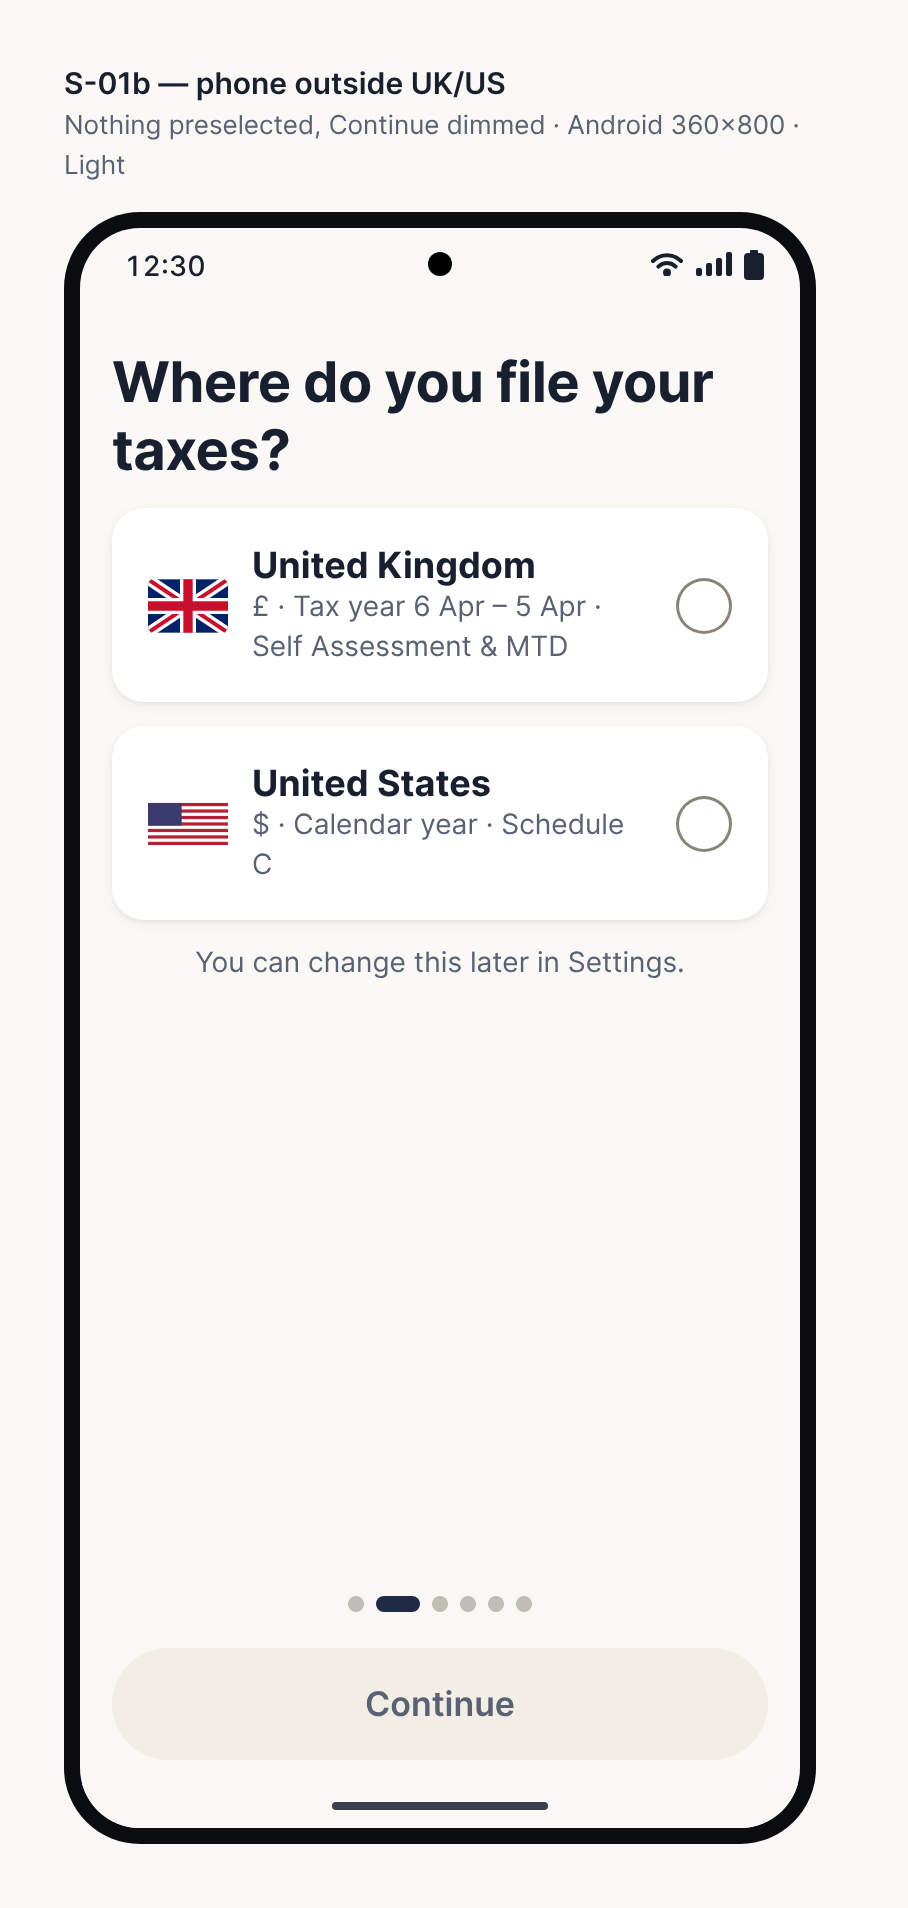 S-01b — phone outside UK/US
Nothing preselected, Continue dimmed · Android 360×800 ·
Light
12:30
Where do you file your
taxes?
United Kingdom
£ · Tax year 6 Apr – 5 Apr ·
Self Assessment & MTD
United States
$ · Calendar year · Schedule
C
You can change this later in Settings.
Continue